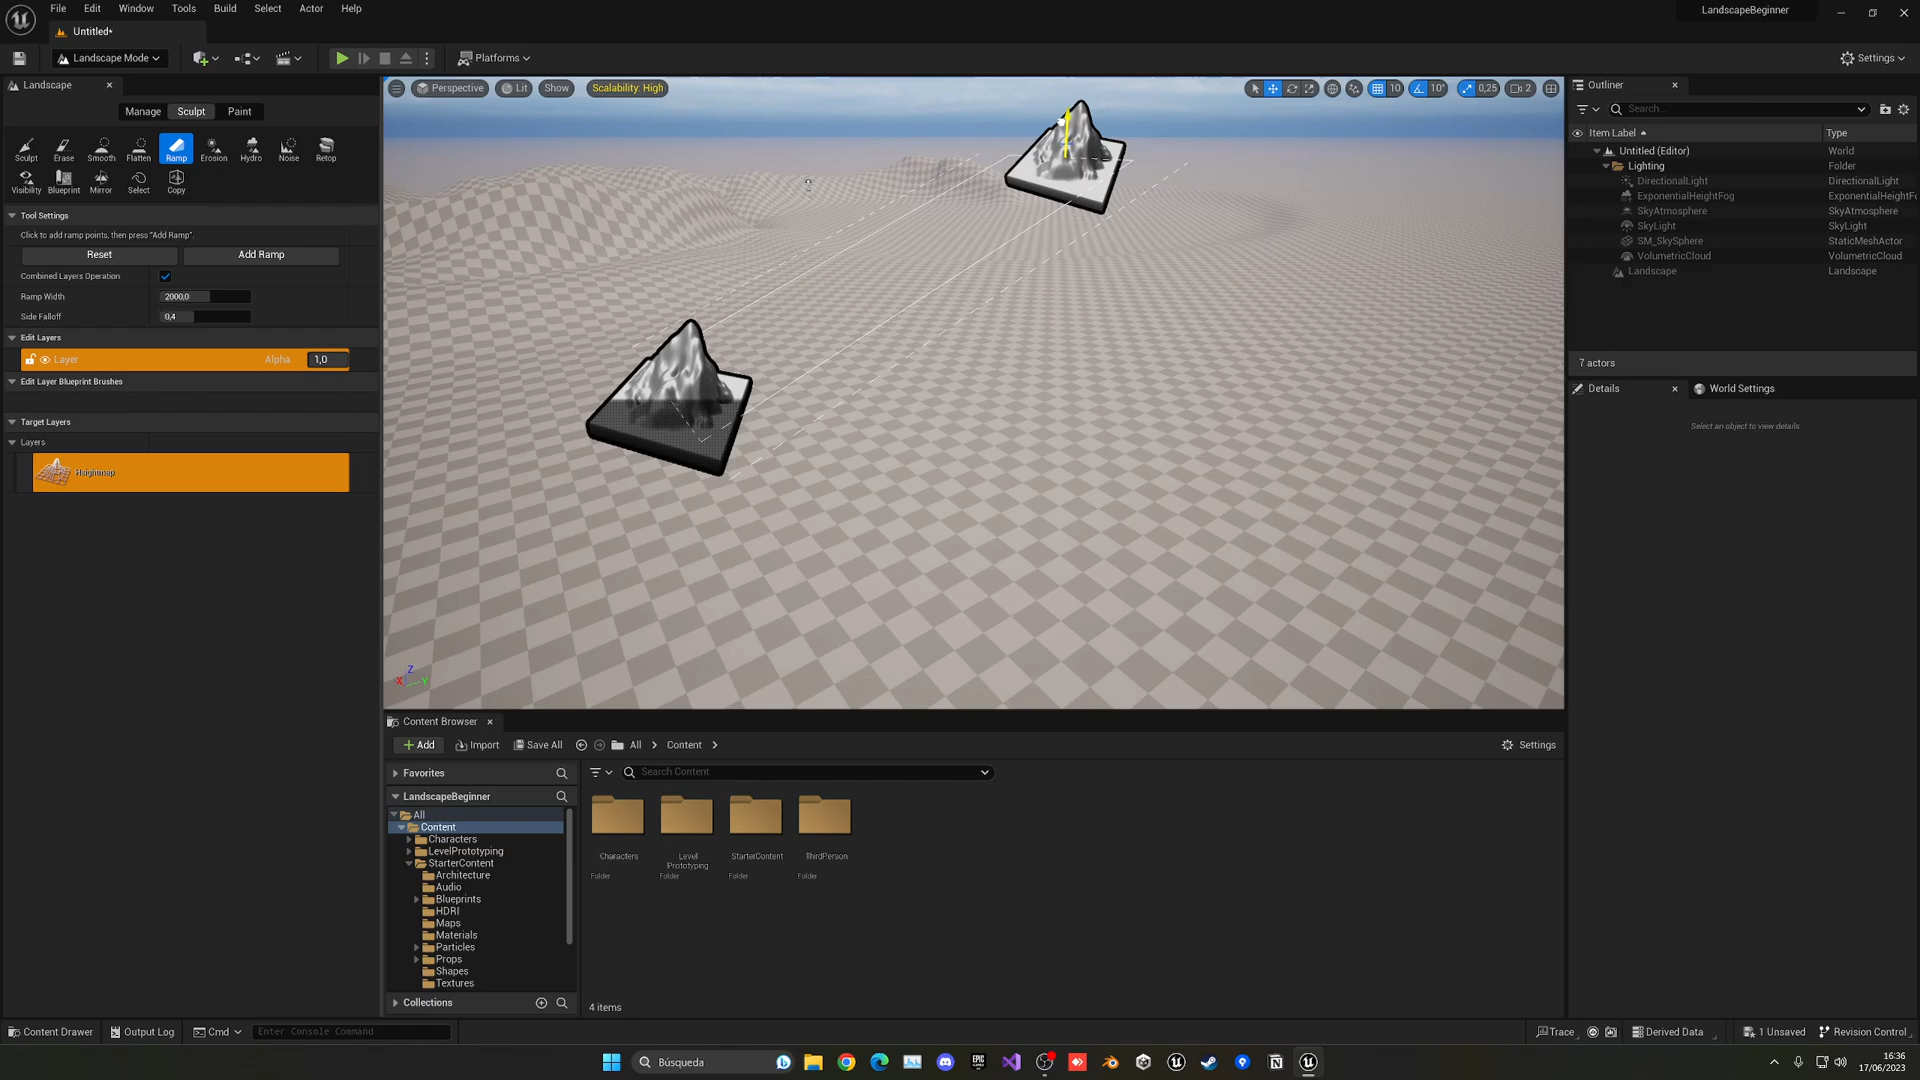 File Edit Window Tools Build Select Actor Help
LandscapeBeginner
Untitled*
Landscape Mode
Platforms
Settings
Landscape
Manage Sculpt Paint
Sculpt Erase Smooth Flatten Ramp Erosion Hydro Noise Retop
Visibility Blueprint Mirror Select Copy
Tool Settings
Click to add ramp points, then press "Add Ramp".
Reset Add Ramp
Combined Layers Operation
Ramp Width 2000,0
Side Falloff 0,4
Edit Layers
Layer Alpha 1,0
Edit Layer Blueprint Brushes
Target Layers
Layers
Heightmap
Perspective Lit Show Scalability: High
10 10° 0,25 2
Z
X Y
Outliner
Search...
Item Label Type
Untitled (Editor) World
Lighting Folder
DirectionalLight DirectionalLight
ExponentialHeightFog ExponentialHeightFo
SkyAtmosphere SkyAtmosphere
SkyLight SkyLight
SM_SkySphere StaticMeshActor
VolumetricCloud VolumetricCloud
Landscape Landscape
7 actors
Details World Settings
Select an object to view details.
Content Browser
Add Import Save All All Content Settings
Favorites
Search Content
LandscapeBeginner
All
Content
Characters
LevelPrototyping
StarterContent
Architecture
Audio
Blueprints
HDRI
Maps
Materials
Particles
Props
Shapes
Textures
Collections
Characters
Folder
Level
Prototyping
Folder
StarterContent
Folder
ThirdPerson
Folder
4 items
Content Drawer Output Log Cmd Enter Console Command
Trace Derived Data 1 Unsaved Revision Control
Búsqueda
16:36
17/06/2023